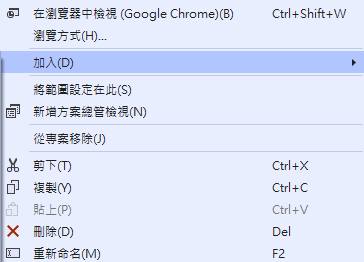 在瀏覽器中檢視 (Google Chrome)(B) Ctrl+Shift+W
瀏覽方式(H)...
加入(D)
將範圍設定在此(S)
新增方案總管檢視(N)
從專案移除(J)
剪下(T) Ctrl+X
複製(Y) Ctrl+C
貼上(P) Ctrl+V
刪除(D) Del
重新命名(M) F2